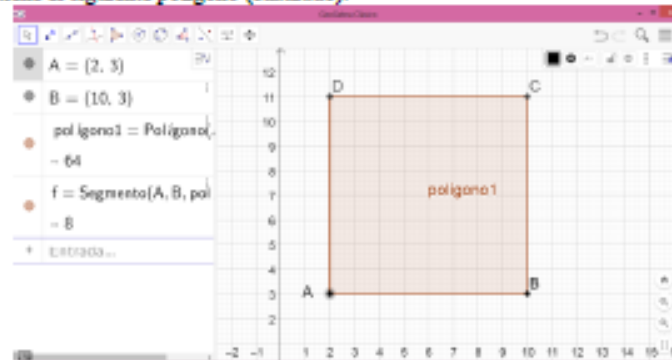 A = (2, 3)
B = (10, 3)
poligono1 = Polígono(.
– 64
f = Segmento(A, B, pol
– 8
Entrada...
12
D
C
11
10
9
8
7
poligono1
6
5
4
A
3
B
2
-2 -1 1 2 3 4 5 6 7 8 9 10 11 12 13 14 15